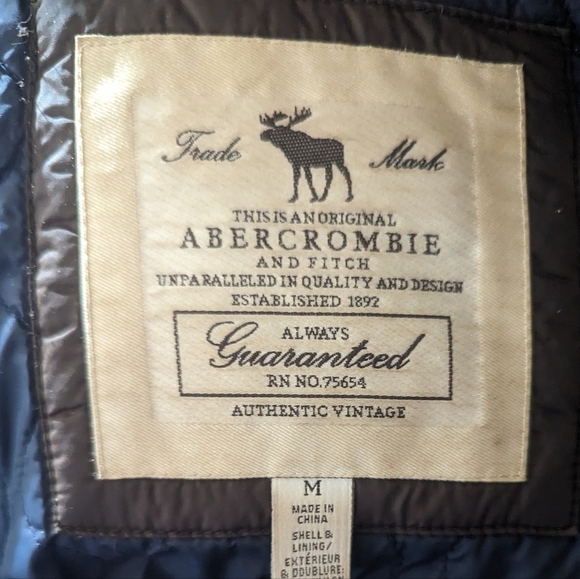 Trade Mark
THIS IS AN ORIGINAL
ABERCROMBIE
AND FITCH
UNPARALLELED IN QUALITY AND DESIGN
ESTABLISHED 1892
ALWAYS
Guaranteed
RN NO.75654
AUTHENTIC VINTAGE
M
MADE IN
CHINA
SHELL &
LINING/
EXTÉRIEUR
& DOUBLURE: